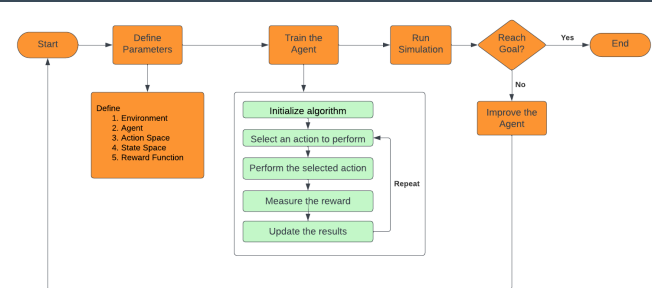 Start
Define
Parameters
Train the
Agent
Run
Simulation
Reach
Goal?
Yes
End
No
Improve the
Agent
Define
1. Environment
2. Agent
3. Action Space
4. State Space
5. Reward Function
Initialize algorithm
Select an action to perform
Perform the selected action
Repeat
Measure the reward
Update the results